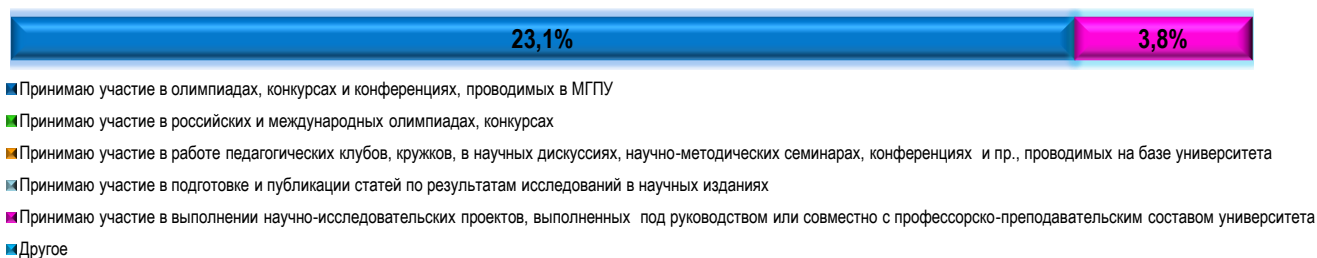 23,1% 3,8%
Принимаю участие в олимпиадах, конкурсах и конференциях, проводимых в МГПУ
Принимаю участие в российских и международных олимпиадах, конкурсах
Принимаю участие в работе педагогических клубов, кружков, в научных дискуссиях, научно-методических семинарах, конференциях и пр., проводимых на базе университета
Принимаю участие в подготовке и публикации статей по результатам исследований в научных изданиях
Принимаю участие в выполнении научно-исследовательских проектов, выполненных под руководством или совместно с профессорско-преподавательским составом университета
Другое